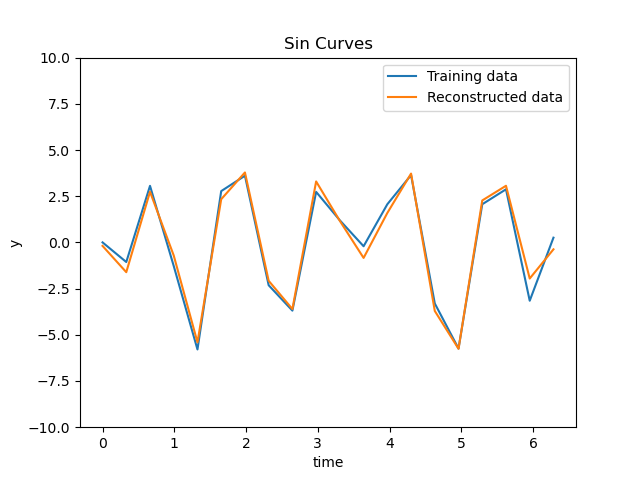 Sin Curves
Training data
Reconstructed data
10.0
7.5
5.0
2.5
0.0
−2.5
−5.0
−7.5
−10.0
y
0 1 2 3 4 5 6
time